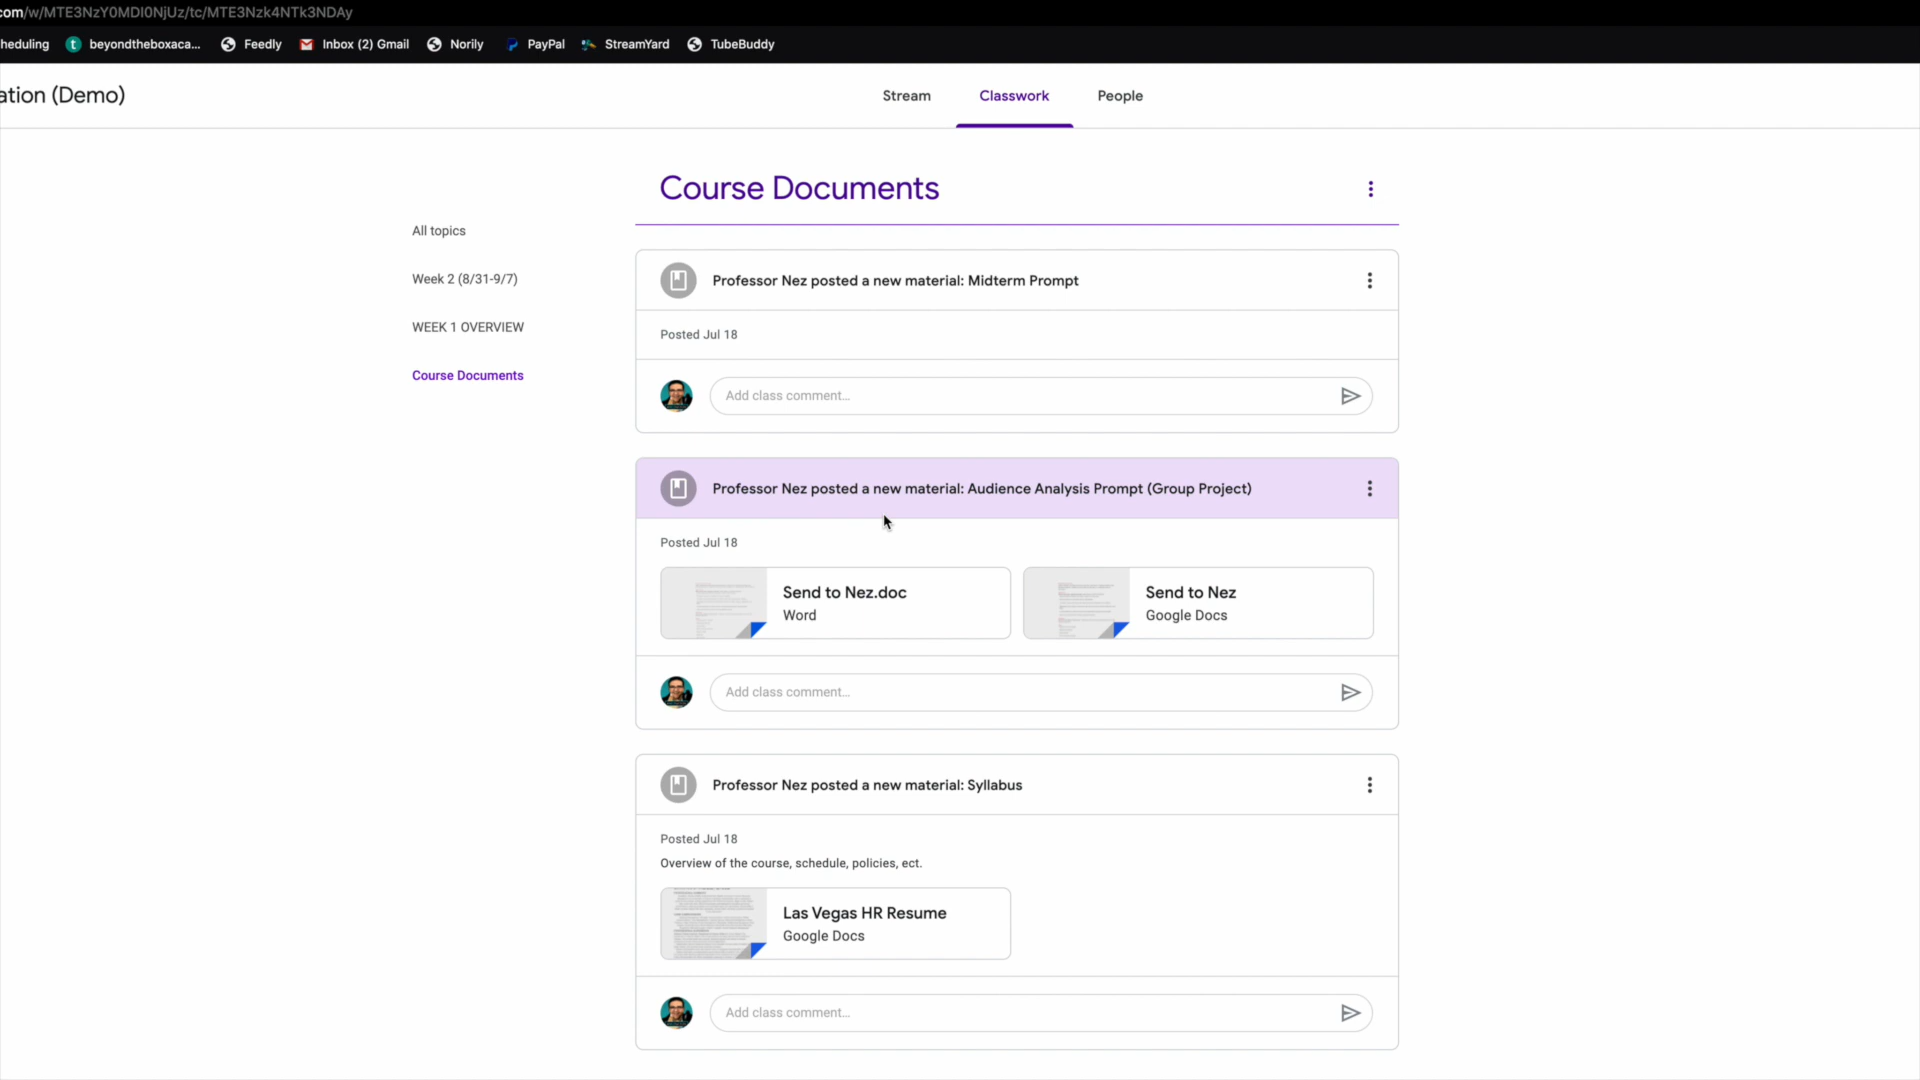 com/w/MTE3NzY0MDI0NjUz/tc/MTE3Nzk4NTk3NDAy
heduling beyondtheboxaca... Feedly Inbox (2) Gmail Norily PayPal StreamYard TubeBuddy
ation (Demo)
Stream Classwork People
Course Documents
All topics
Week 2 (8/31-9/7)
WEEK 1 OVERVIEW
Course Documents
Professor Nez posted a new material: Midterm Prompt
Posted Jul 18
Add class comment...
Professor Nez posted a new material: Audience Analysis Prompt (Group Project)
Posted Jul 18
Send to Nez.doc
Word
Send to Nez
Google Docs
Add class comment...
Professor Nez posted a new material: Syllabus
Posted Jul 18
Overview of the course, schedule, policies, ect.
Las Vegas HR Resume
Google Docs
Add class comment...